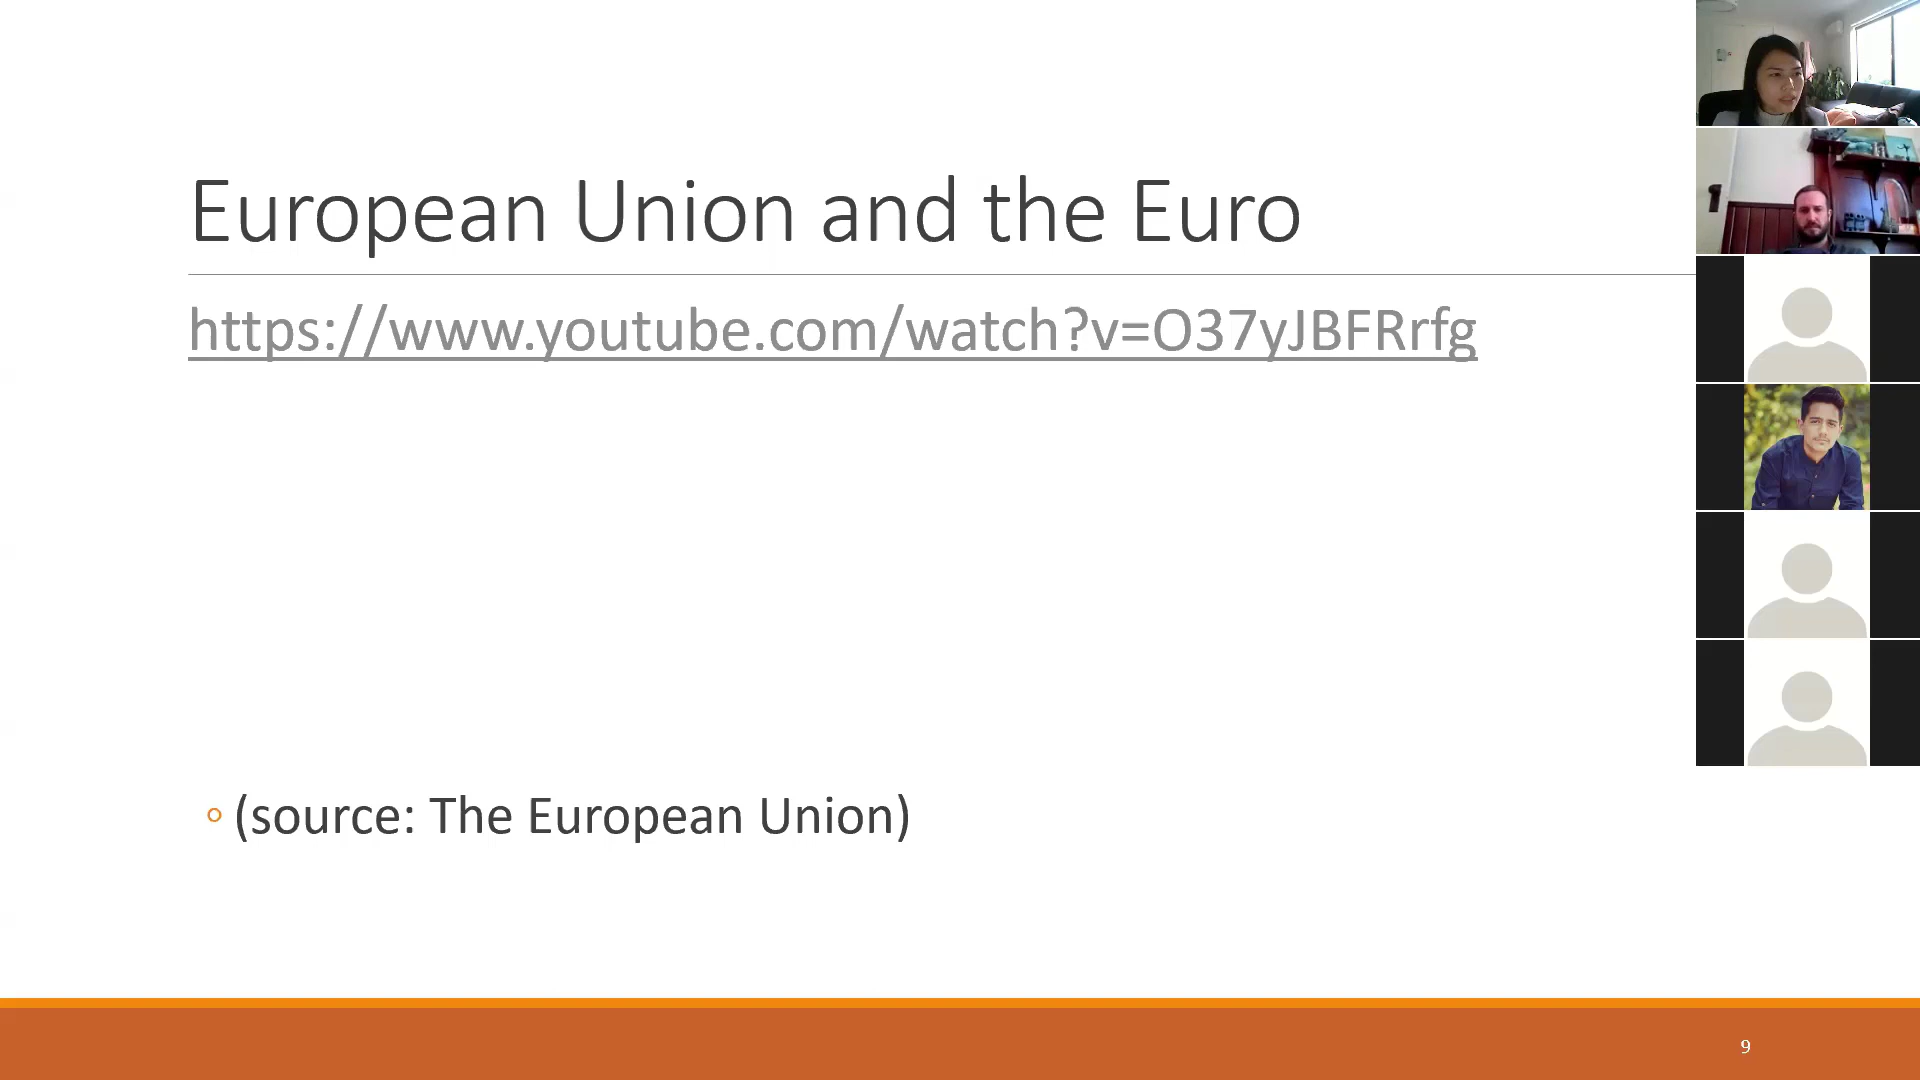 European Union and the Euro
https://www.youtube.com/watch?v=O37yJBFRrfg
(source: The European Union)
9